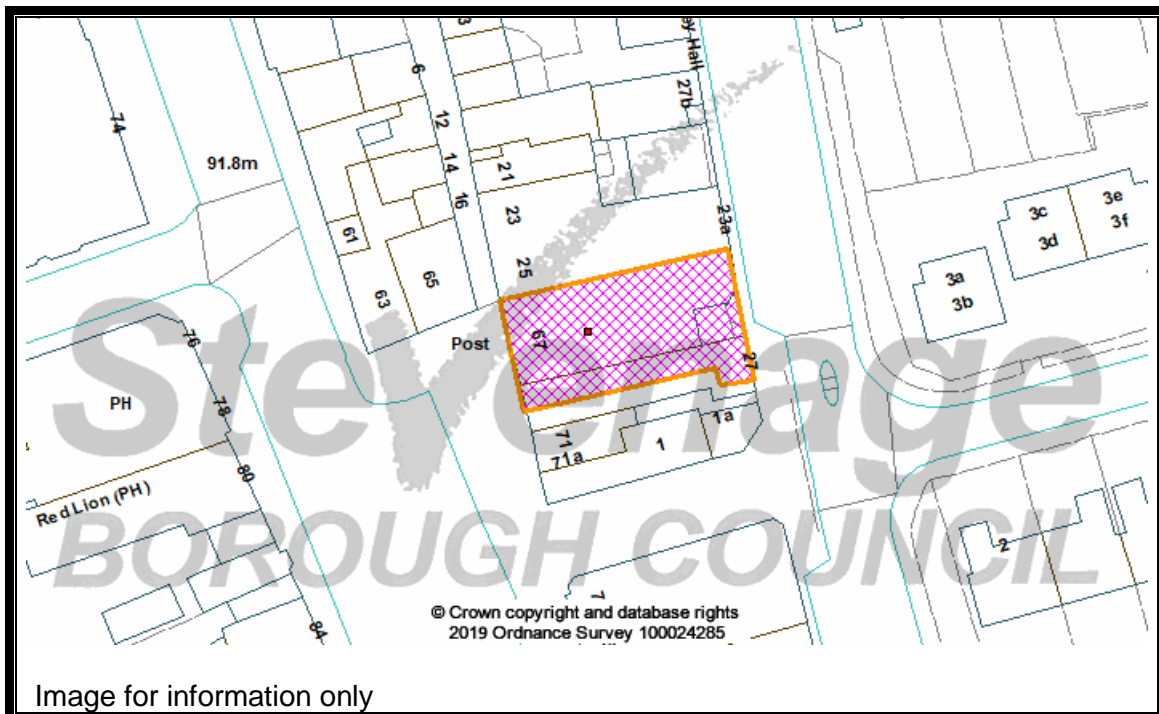 3
ey Hall
6
27b
74
12
91.8m
14
21
16
23
23a
3c
3e
3d
3f
61
65
25
3a
3b
63
Post
67
76
27
PH
78
1a
71
1
71a
80
Red Lion (PH)
2
7
84
Stevenage
BOROUGH COUNCIL
© Crown copyright and database rights
2019 Ordnance Survey 100024285
Image for information only